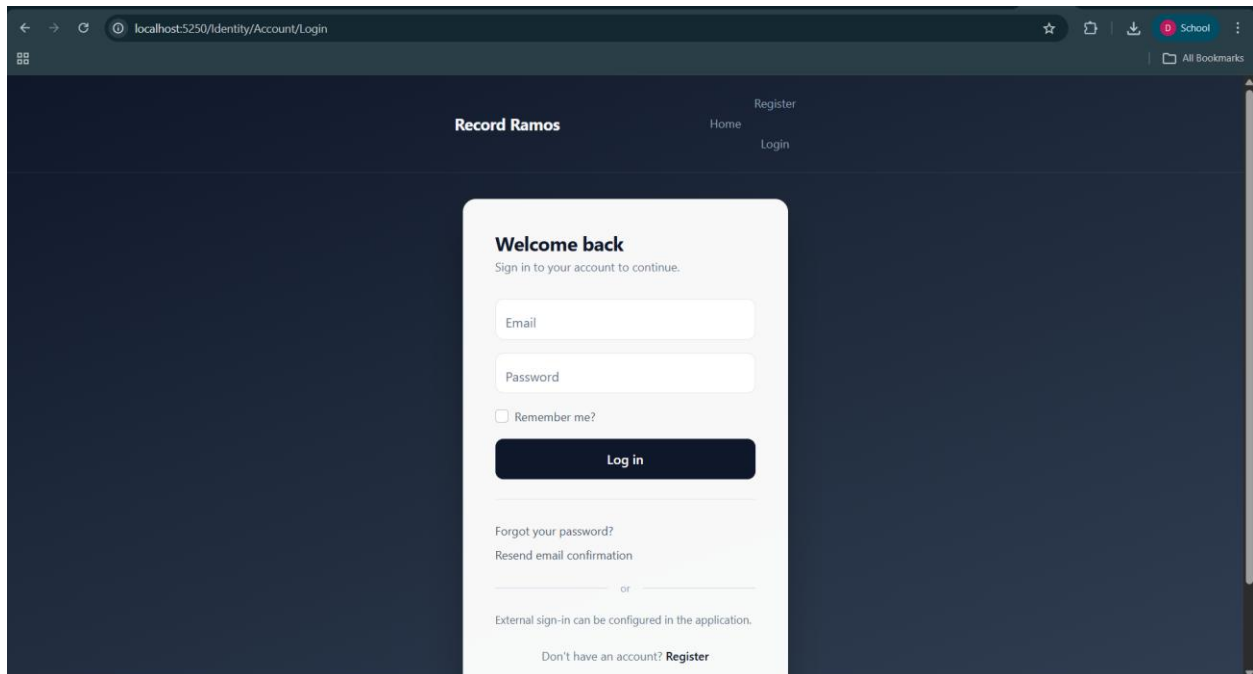 localhost:5250/Identity/Account/Login
D School
All Bookmarks
Register
Record Ramos
Home
Login
Welcome back
Sign in to your account to continue.
Email
Password
Remember me?
Log in
Forgot your password?
Resend email confirmation
or
External sign-in can be configured in the application.
Don't have an account? Register